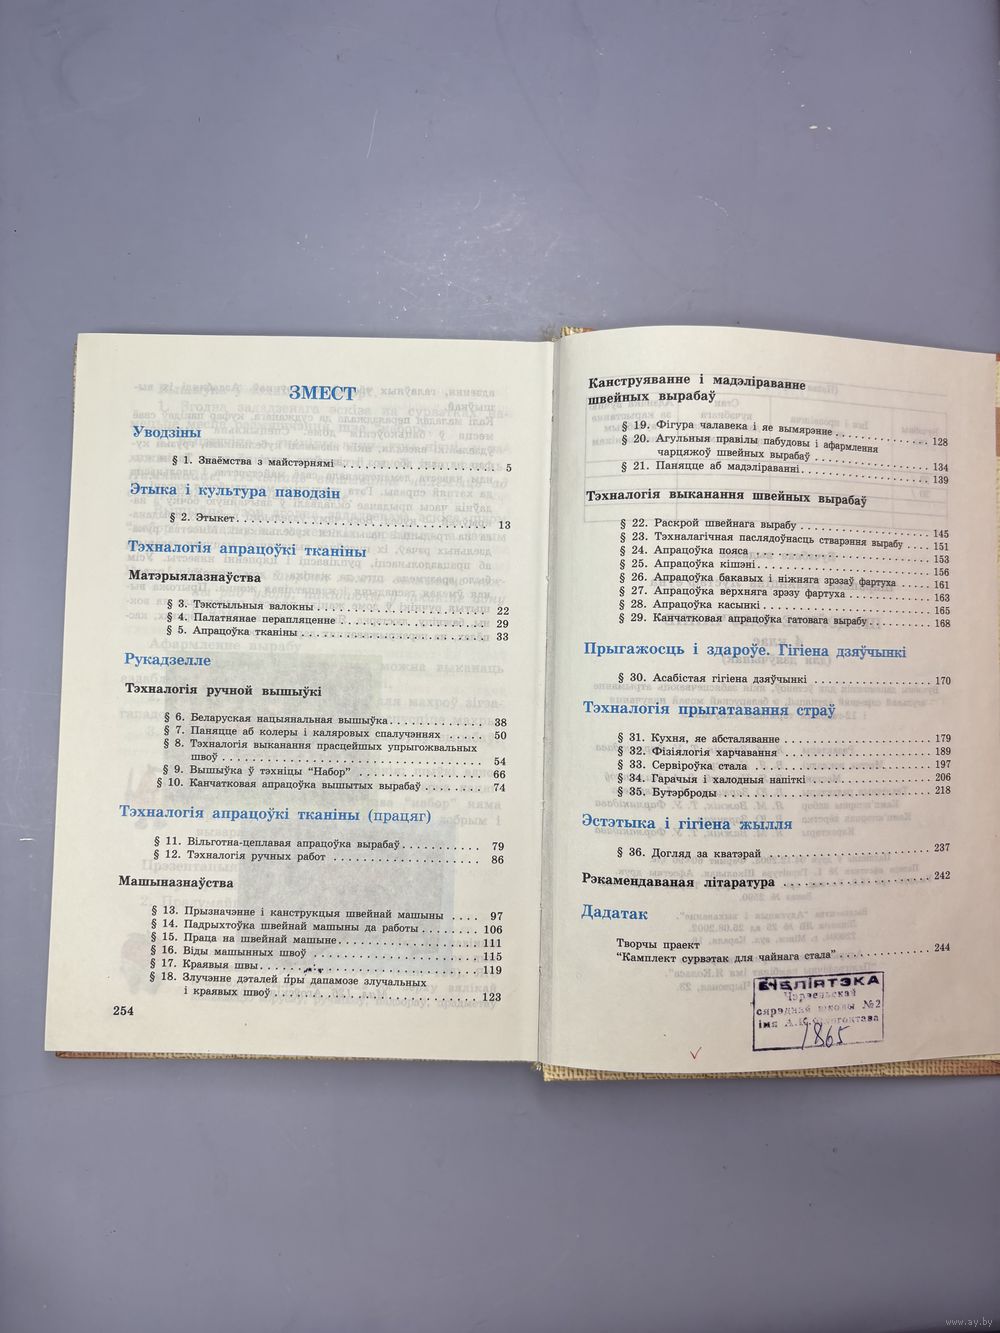 ЗМЕСТ
Уводзіны
§ 1. Знаёмства з майстэрнямі . . . . . . . . . . . . . . . . . 5
Этыка і культура паводзін
§ 2. Этыкет . . . . . . . . . . . . . . . . . . . . . . . . . . . . . 13
Тэхналогія апрацоўкі тканіны
Матэрыялазнаўства
§ 3. Тэкстыльныя валокны . . . . . . . . . . . . . . . . . . . 22
§ 4. Палатнянае перапляценне . . . . . . . . . . . . . . . . . 29
§ 5. Апрацоўка тканіны . . . . . . . . . . . . . . . . . . . . . 33
Рукадзелле
Тэхналогія ручной вышыўкі
§ 6. Беларуская нацыянальная вышыўка . . . . . . . . . . . 38
§ 7. Паняцце аб колеры і каляровых спалучэннях . . . . . 50
§ 8. Тэхналогія выканання прасцейшых упрыгожвальных
швоў . . . . . . . . . . . . . . . . . . . . . . . . . . . . . . . 54
§ 9. Вышыўка ў тэхніцы “Набор” . . . . . . . . . . . . . . . 66
§ 10. Канчатковая апрацоўка вышытых вырабаў . . . . . . . 74
Тэхналогія апрацоўкі тканіны (працяг)
§ 11. Вільготна-цеплавая апрацоўка вырабаў . . . . . . . . . 79
§ 12. Тэхналогія ручных работ . . . . . . . . . . . . . . . . . 86
Машыназнаўства
§ 13. Прызначэнне і канструкцыя швейнай машыны . . . . 97
§ 14. Падрыхтоўка швейнай машыны да работы . . . . . . . 106
§ 15. Праца на швейнай машыне . . . . . . . . . . . . . . . . 111
§ 16. Віды машынных швоў . . . . . . . . . . . . . . . . . . . 115
§ 17. Краявыя швы . . . . . . . . . . . . . . . . . . . . . . . . 119
§ 18. Злучэнне дэталей пры дапамозе злучальных
і краявых швоў . . . . . . . . . . . . . . . . . . . . . . . . 123
254
Канструяванне і мадэліраванне
швейных вырабаў
§ 19. Фігура чалавека і яе вымярэнне . . . . . . . . . . . . . 128
§ 20. Агульныя правілы пабудовы і афармлення
чарцяжоў швейных вырабаў . . . . . . . . . . . . . . . . 134
§ 21. Паняцце аб мадэліраванні . . . . . . . . . . . . . . . . . 139
Тэхналогія выканання швейных вырабаў
§ 22. Раскрой швейнага вырабу . . . . . . . . . . . . . . . . . 145
§ 23. Тэхналагічная паслядоўнасць стварэння вырабу . . . . 151
§ 24. Апрацоўка пояса . . . . . . . . . . . . . . . . . . . . . . 153
§ 25. Апрацоўка кішэні . . . . . . . . . . . . . . . . . . . . . . 156
§ 26. Апрацоўка бакавых і ніжняга зрэзаў фартуха . . . . . 161
§ 27. Апрацоўка верхняга зрэзу фартуха . . . . . . . . . . . 163
§ 28. Апрацоўка касынкі . . . . . . . . . . . . . . . . . . . . . 165
§ 29. Канчатковая апрацоўка гатовага вырабу . . . . . . . . 168
Прыгажосць і здароўе. Гігіена дзяўчынкі
§ 30. Асабістая гігіена дзяўчынкі . . . . . . . . . . . . . . . . 170
Тэхналогія прыгатавання страў
§ 31. Кухня, яе абсталяванне . . . . . . . . . . . . . . . . . . 179
§ 32. Фізіялогія харчавання . . . . . . . . . . . . . . . . . . . 189
§ 33. Сервіроўка стала . . . . . . . . . . . . . . . . . . . . . . 197
§ 34. Гарачыя і халодныя напіткі . . . . . . . . . . . . . . . . 206
§ 35. Бутэрброды . . . . . . . . . . . . . . . . . . . . . . . . . . 218
Эстэтыка і гігіена жылля
§ 36. Догляд за кватэрай . . . . . . . . . . . . . . . . . . . . . 237
Рэкамендаваная літаратура . . . . . . . . . . . . . . . . . . 242
Дадатак
Творчы праект
“Камплект сурвэтак для чайнага стала” . . . . . . . . . . . 244
БІБЛІЯТЭКА
сярэдняй школы №2
імя А.К.
1865
www.ay.by